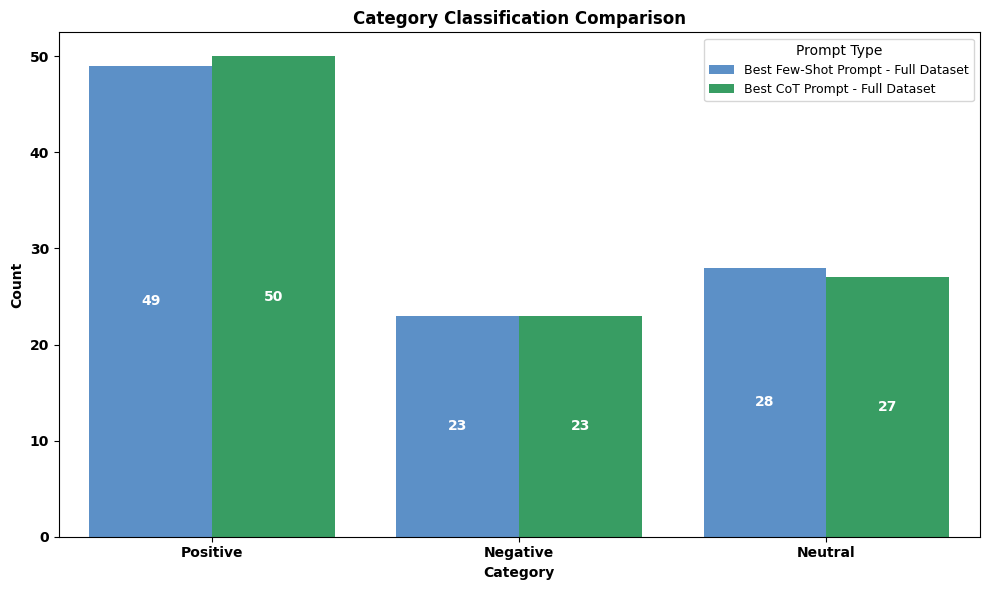 Category Classification Comparison
Prompt Type
Best Few-Shot Prompt - Full Dataset
Best CoT Prompt - Full Dataset
Count
50
40
30
20
10
0
49
50
23
23
28
27
Positive
Negative
Neutral
Category